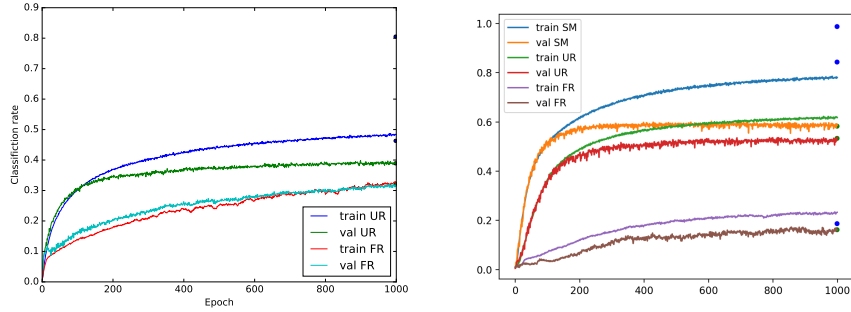 0.9
0.8
0.7
0.6
0.5
0.4
0.3
0.2
0.1
0.0
0
200
400
600
800
1000
Epoch
Classifiction rate
train UR
val UR
train FR
val FR
1.0
0.8
0.6
0.4
0.2
0.0
0
200
400
600
800
1000
train SM
val SM
train UR
val UR
train FR
val FR